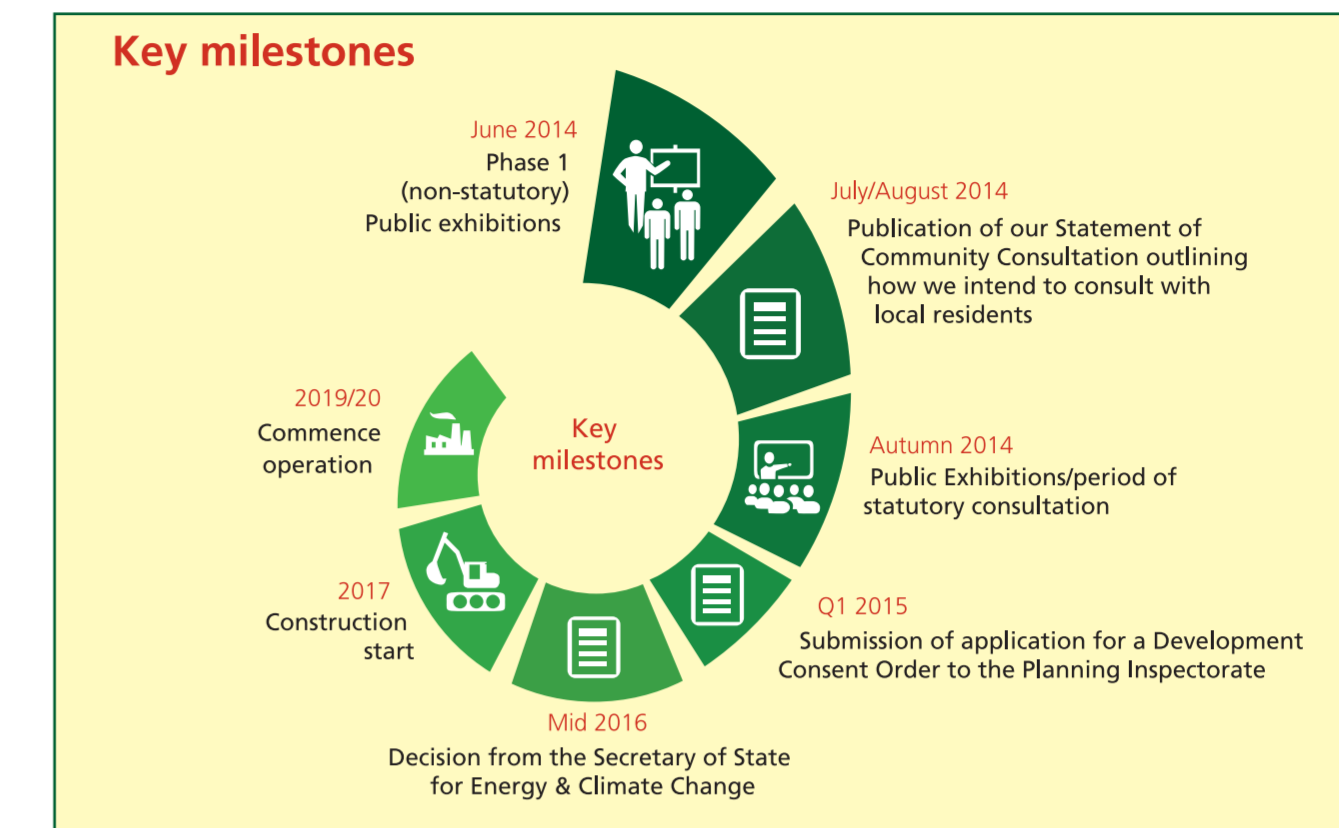 Key milestones
June 2014
Phase 1
(non-statutory)
Public exhibitions
July/August 2014
Publication of our Statement of
Community Consultation outlining
how we intend to consult with
local residents
Autumn 2014
Public Exhibitions/period of
statutory consultation
Q1 2015
Submission of application for a Development
Consent Order to the Planning Inspectorate
Mid 2016
Decision from the Secretary of State
for Energy & Climate Change
2017
Construction
start
2019/20
Commence
operation
Key
milestones